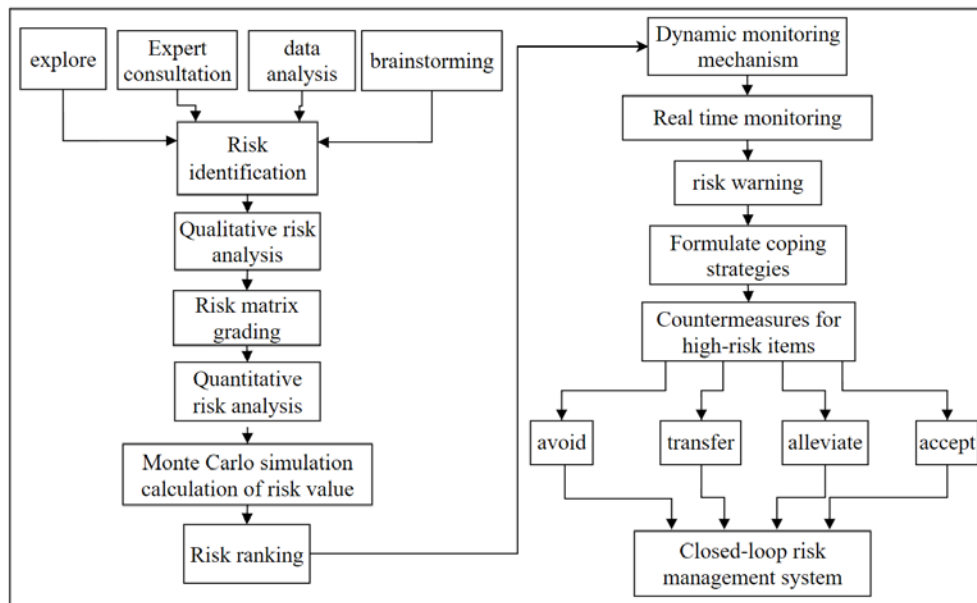 explore
Expert
consultation
data
analysis
brainstorming
Risk
identification
Qualitative risk
analysis
Risk matrix
grading
Quantitative
risk analysis
Monte Carlo simulation
calculation of risk value
Risk ranking
Dynamic monitoring
mechanism
Real time monitoring
risk warning
Formulate coping
strategies
Countermeasures for
high-risk items
avoid
transfer
alleviate
accept
Closed-loop risk
management system